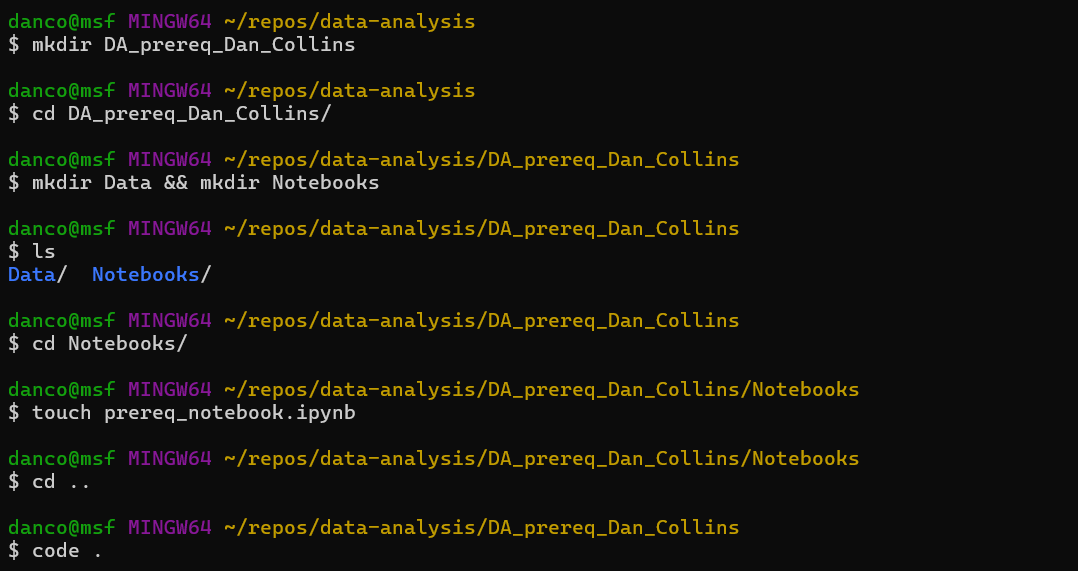 danco@msf MINGW64 ~/repos/data-analysis
$ mkdir DA_prereq_Dan_Collins
danco@msf MINGW64 ~/repos/data-analysis
$ cd DA_prereq_Dan_Collins/
danco@msf MINGW64 ~/repos/data-analysis/DA_prereq_Dan_Collins
$ mkdir Data && mkdir Notebooks
danco@msf MINGW64 ~/repos/data-analysis/DA_prereq_Dan_Collins
$ ls
Data/  Notebooks/
danco@msf MINGW64 ~/repos/data-analysis/DA_prereq_Dan_Collins
$ cd Notebooks/
danco@msf MINGW64 ~/repos/data-analysis/DA_prereq_Dan_Collins/Notebooks
$ touch prereq_notebook.ipynb
danco@msf MINGW64 ~/repos/data-analysis/DA_prereq_Dan_Collins/Notebooks
$ cd ..
danco@msf MINGW64 ~/repos/data-analysis/DA_prereq_Dan_Collins
$ code .